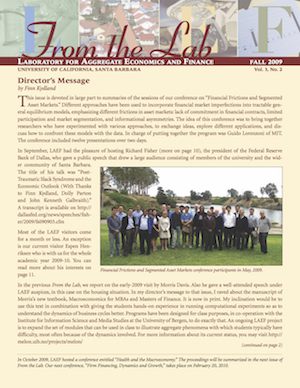 From the Lab
LABORATORY FOR AGGREGATE ECONOMICS AND FINANCE
FALL 2009
UNIVERSITY OF CALIFORNIA, SANTA BARBARA
Vol. 3, No. 2
Director's Message
by Finn Kydland
This issue is devoted in large part to summaries of the sessions of our conference on "Financial Frictions and Segmented
Asset Markets." Different approaches have been used to incorporate financial market imperfections into tractable gen-
eral equilibrium models, emphasizing different frictions in asset markets: lack of commitment in financial contracts, limited
participation and market segmentation, and informational asymmetries. The idea of this conference was to bring together
researchers who have experimented with various approaches, to exchange ideas, explore different applications, and dis-
cuss how to confront these models with the data. In charge of putting together the program was Guido Lorenzoni of MIT.
The conference included twelve presentations over two days.
In September, LAEF had the pleasure of hosting Richard Fisher (more on page 10), the president of the Federal Reserve
Bank of Dallas, who gave a public speech that drew a large audience consisting of members of the university and the wid-
er community of Santa Barbara.
The title of his talk was "Post-
Traumatic Slack Syndrome and the
Economic Outlook (With Thanks
to Finn Kydland, Dolly Parton
and John Kenneth Galbraith)."
A transcript is available on http://
dallasfed.org/news/speeches/fish-
er/2009/fs090903.cfm
Most of the LAEF visitors come
for a month or less. An exception
is our current visitor Espen Hen-
riksen who is with us for the whole
academic year 2009-10. You can
read more about his interests on
page 11.
Financial Frictions and Segmented Asset Markets conference participants in May, 2009
In the previous From the Lab, we report on the early-2009 visit by Morris Davis. Also he gave a well attended speech under
LAEF auspices, in this case on the housing situation. In my director's message to that issue, I raved about the manuscript of
Morris's new textbook, Macroeconomics for MBAs and Masters of Finance. It is now in print. My inclination would be to
use this text in combination with giving the students hands-on experience in running computational experiments so as to
understand the dynamics of business cycles better. Programs have been designed for class purposes, in co-operation with the
Institute for Information Science and Media Studies at the University of Bergen, to do exactly that. An ongoing LAEF project
is to expand the set of modules that can be used in class to illustrate aggregate phenomena with which students typically have
difficulty, most often because of the dynamics involved. For more information about its current status, you may visit http://
(continued on page 2)
In October 2009, LAEF hosted a conference entitled "Health and the Macroeconomy." The proceedings will be summarized in the next issue of
From the Lab. Our next conference, "Firm Financing, Dynamics and Growth," takes place on February 20, 2010.